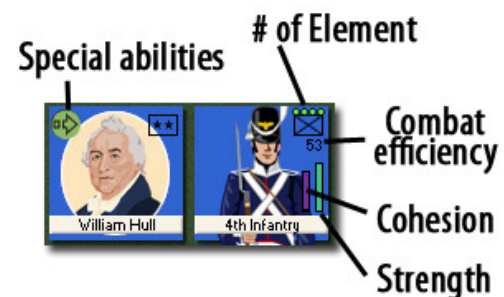 # of Element
Special abilities
Combat
efficiency
53
William Hull
4th Infantry
Cohesion
Strength